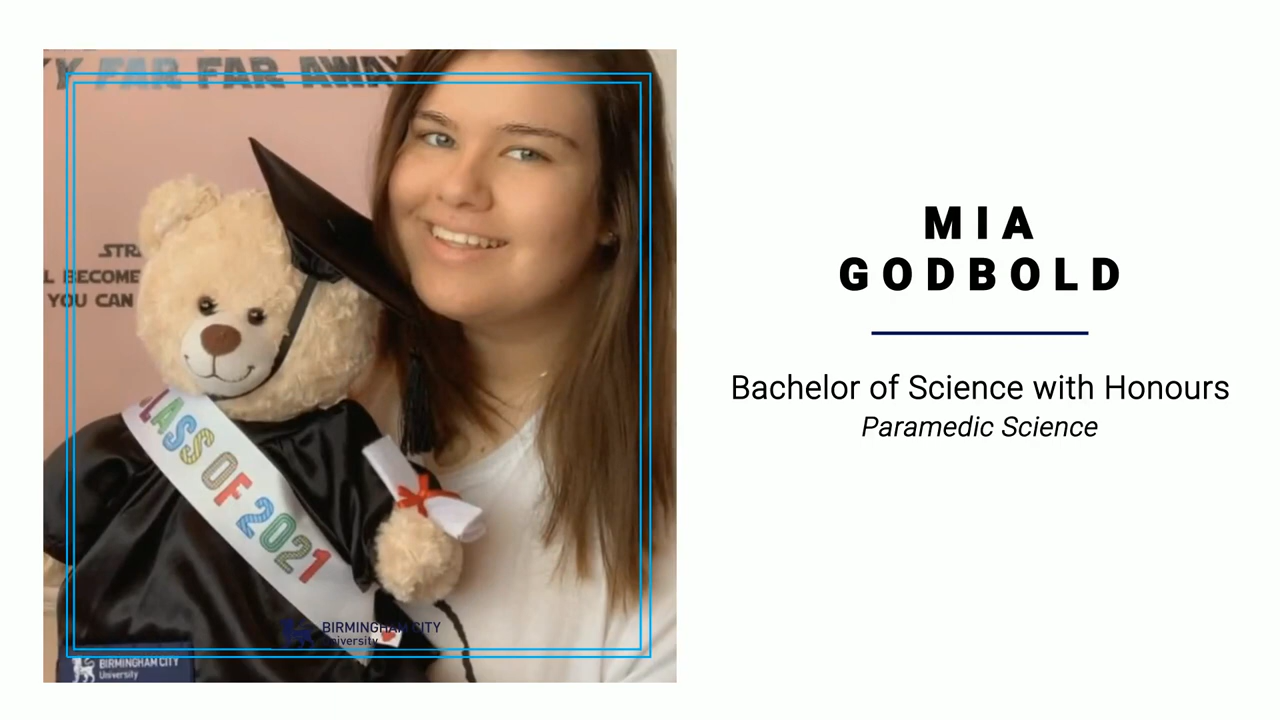 FAR FAR AWAY
STR
L BECOME
YOU CAN
CLASS OF 2021
BIRMINGHAM CITY
University
BIRMINGHAM CITY
University
MIA
GODBOLD
Bachelor of Science with Honours
Paramedic Science